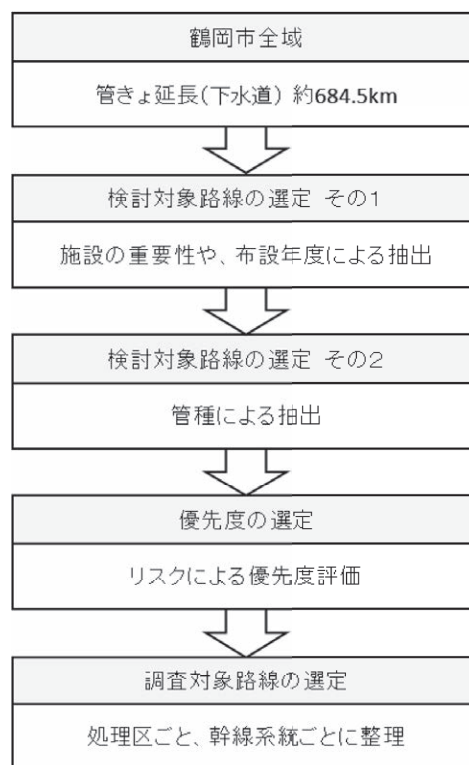 鶴岡市全域
管きょ延長(下水道) 約684.5km
検討対象路線の選定 その1
施設の重要性や、布設年度による抽出
検討対象路線の選定 その2
管種による抽出
優先度の選定
リスクによる優先度評価
調査対象路線の選定
処理区ごと、幹線系統ごとに整理